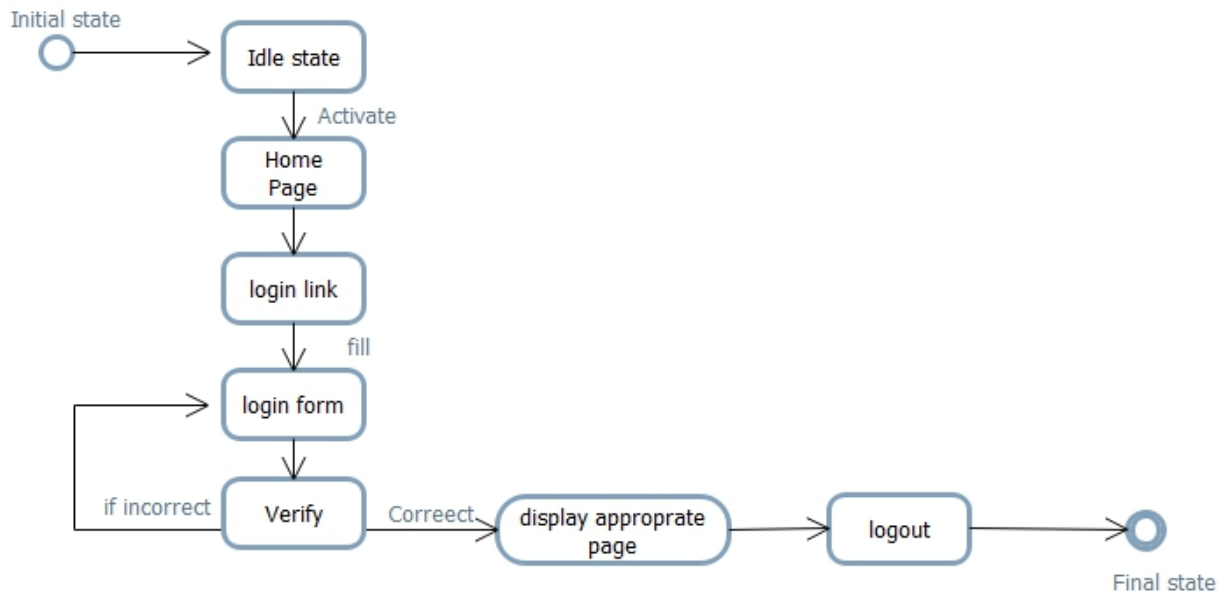 Initial state
Idle state
Activate
Home
Page
login link
fill
login form
if incorrect
Verify
Correect
display approprate
page
logout
Final state